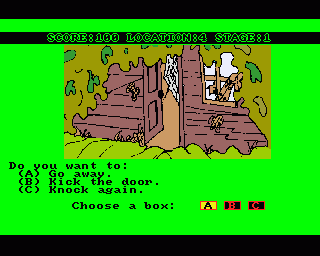 SCORE:100 LOCATION:4 STAGE:1
Do you want to:
(A) Go away.
(B) Kick the door.
(C) Knock again.
Choose a box: A B C